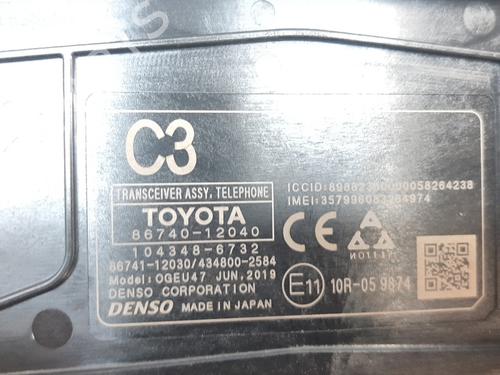 C3
TRANSCEIVER ASSY, TELEPHONE
TOYOTA
86740-12040
104348-6732
86741-12030/434800-2584
Model:OGEU47 JUN,2019
DENSO CORPORATION
DENSO MADE IN JAPAN
CE
E11 10R-05 9874